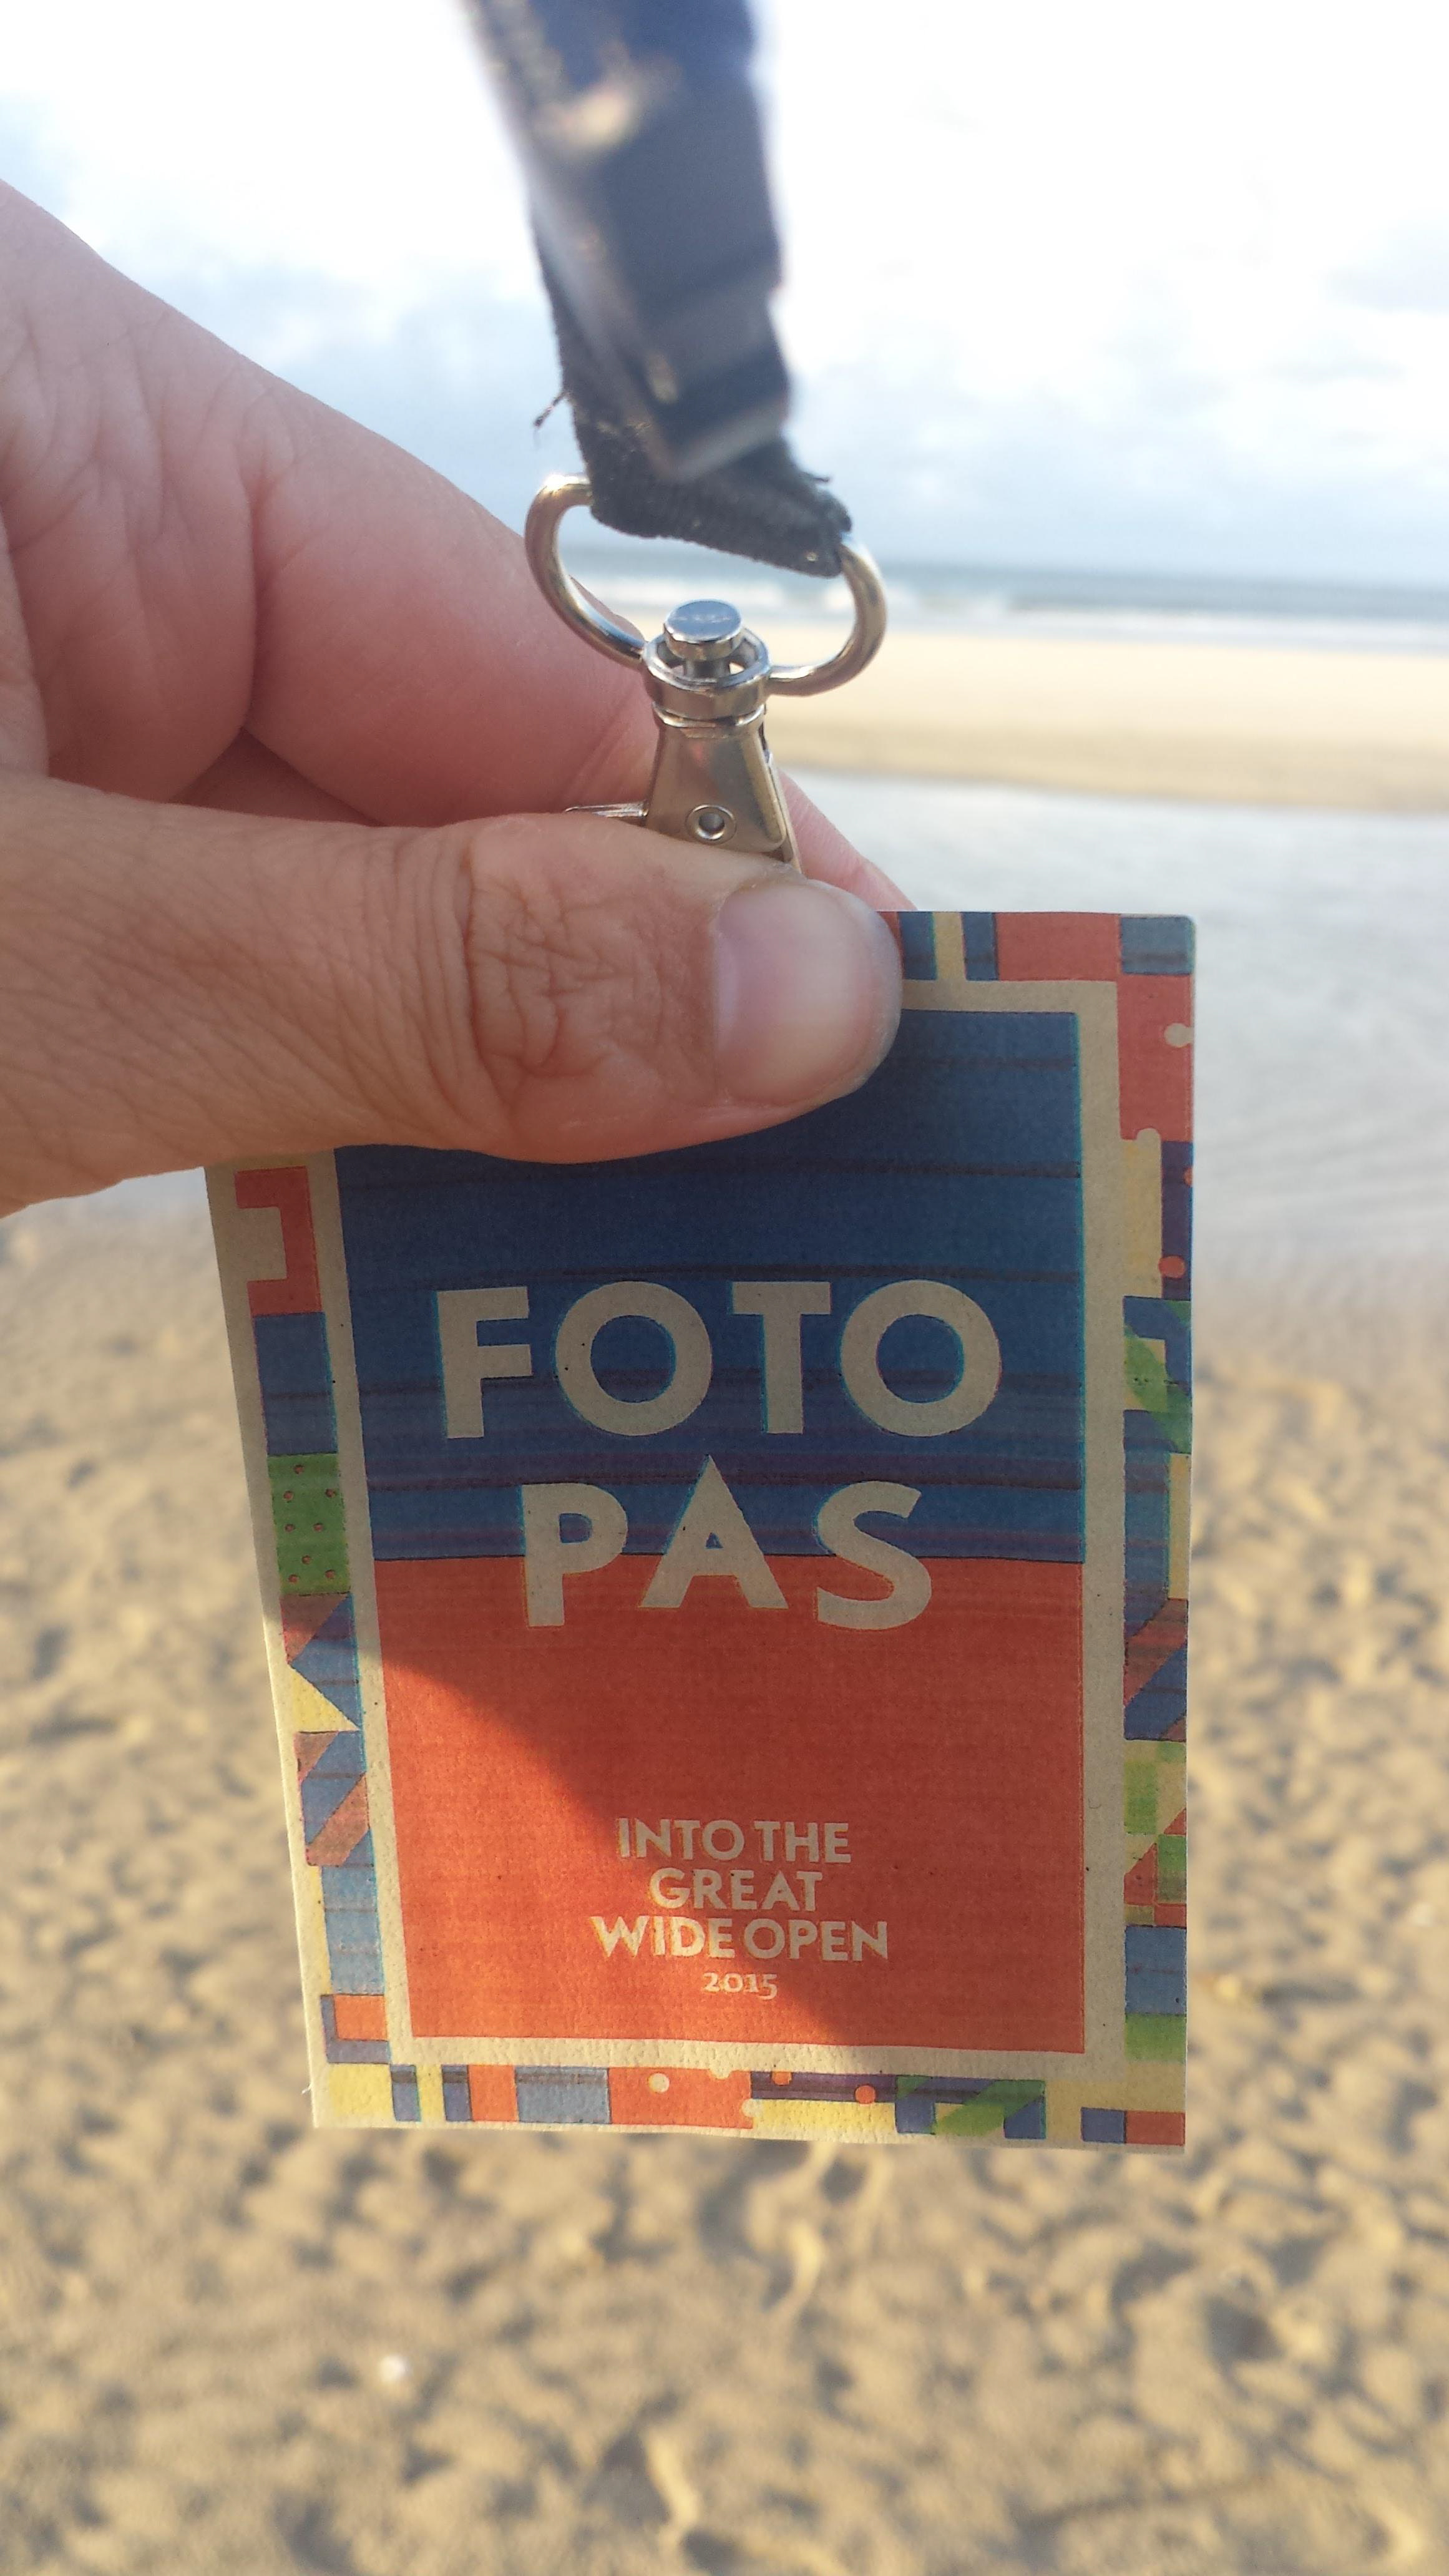 FOTO
PAS
INTO THE
GREAT
WIDE OPEN
2015